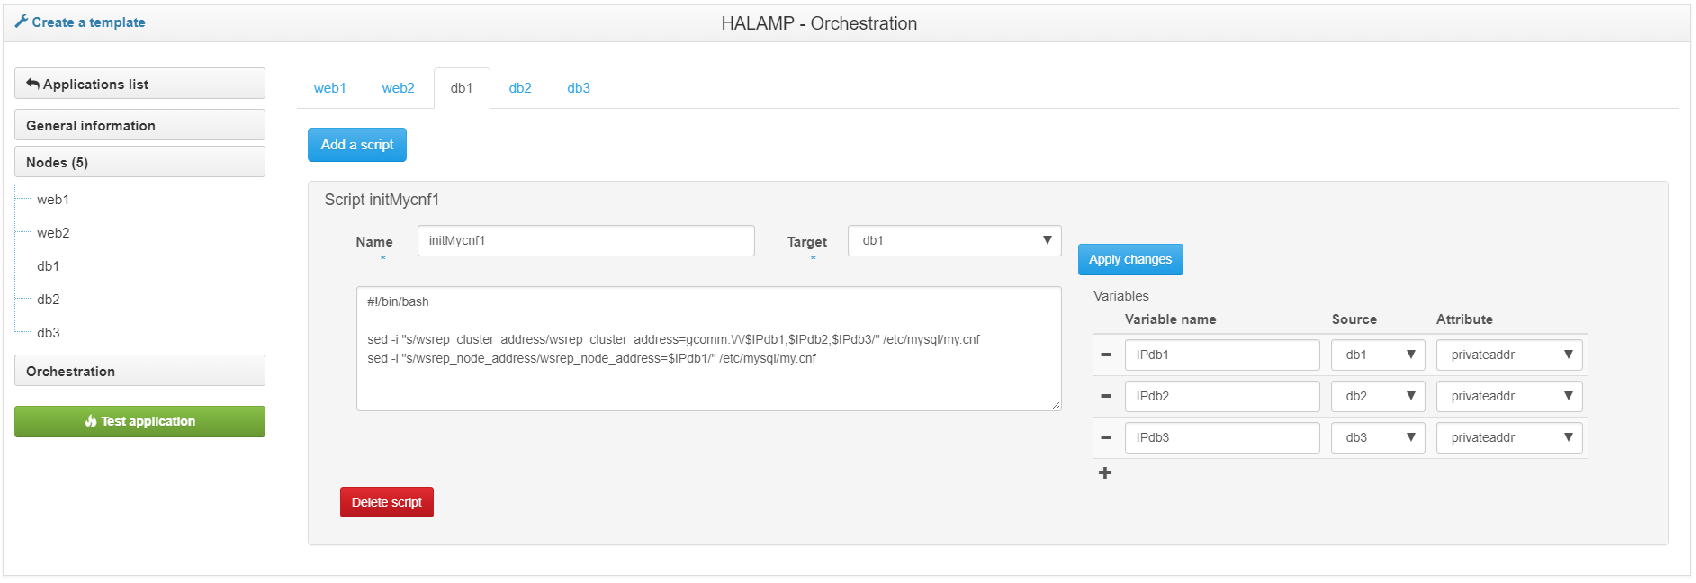 Create a template
HALAMP - Orchestration
Applications list
General information
Nodes (5)
web1
web2
db1
db2
db3
Orchestration
Test application
web1 web2 db1 db2 db3
Add a script
Script initMycnf1
Name * initMycnf1 Target * db1
Apply changes
#!/bin/bash
sed -i "s/wsrep_cluster_address/wsrep_cluster_address=gcomm:\/\/$IPdb1,$IPdb2,$IPdb3/" /etc/mysql/my.cnf
sed -i "s/wsrep_node_address/wsrep_node_address=$IPdb1/" /etc/mysql/my.cnf
Variables
Variable name Source Attribute
IPdb1 db1 privateaddr
IPdb2 db2 privateaddr
IPdb3 db3 privateaddr
Delete script